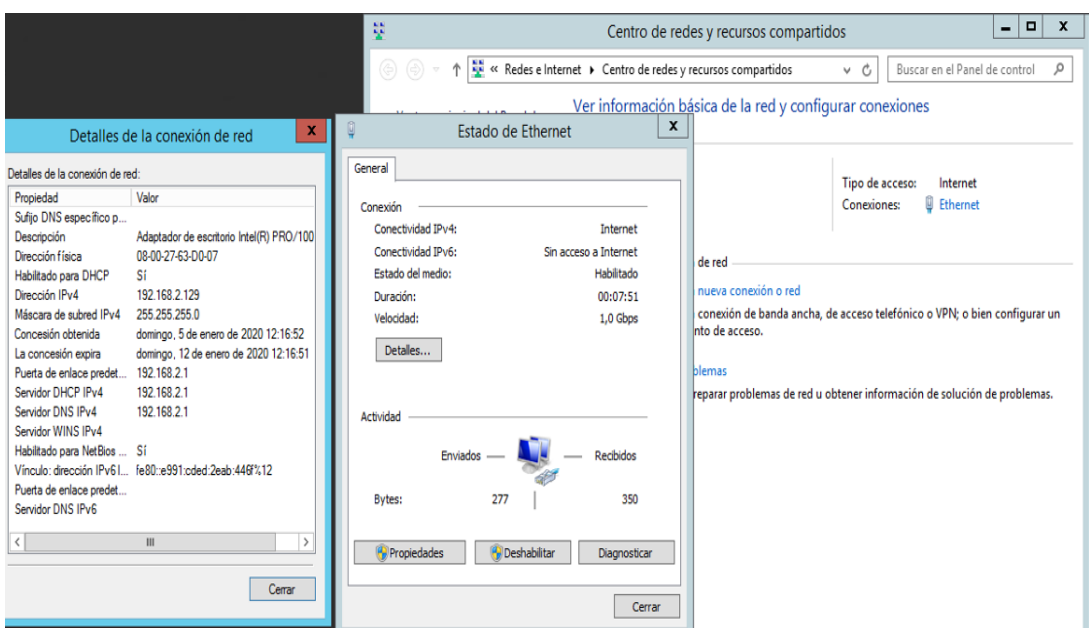 Centro de redes y recursos compartidos
« Redes e Internet Centro de redes y recursos compartidos
Buscar en el Panel de control
Ver información básica de la red y configurar conexiones
Tipo de acceso: Internet
Conexiones: Ethernet
de red
nueva conexión o red
conexión de banda ancha, de acceso telefónico o VPN; o bien configurar un
nto de acceso.
blemas
reparar problemas de red u obtener información de solución de problemas.
Detalles de la conexión de red
Detalles de la conexión de red:
Propiedad Valor
Sufijo DNS específico p...
Descripción Adaptador de escritorio Intel(R) PRO/100
Dirección física 08-00-27-63-D0-07
Habilitado para DHCP Sí
Dirección IPv4 192.168.2.129
Máscara de subred IPv4 255.255.255.0
Concesión obtenida domingo, 5 de enero de 2020 12:16:52
La concesión expira domingo, 12 de enero de 2020 12:16:51
Puerta de enlace predet... 192.168.2.1
Servidor DHCP IPv4 192.168.2.1
Servidor DNS IPv4 192.168.2.1
Servidor WINS IPv4
Habilitado para NetBios ... Sí
Vínculo: dirección IPv6 l... fe80::e991:cded:2eab:446f%12
Puerta de enlace predet...
Servidor DNS IPv6
Cerrar
Estado de Ethernet
General
Conexión
Conectividad IPv4: Internet
Conectividad IPv6: Sin acceso a Internet
Estado del medio: Habilitado
Duración: 00:07:51
Velocidad: 1,0 Gbps
Detalles...
Actividad
Enviados Recibidos
Bytes: 277 350
Propiedades Deshabilitar Diagnosticar
Cerrar